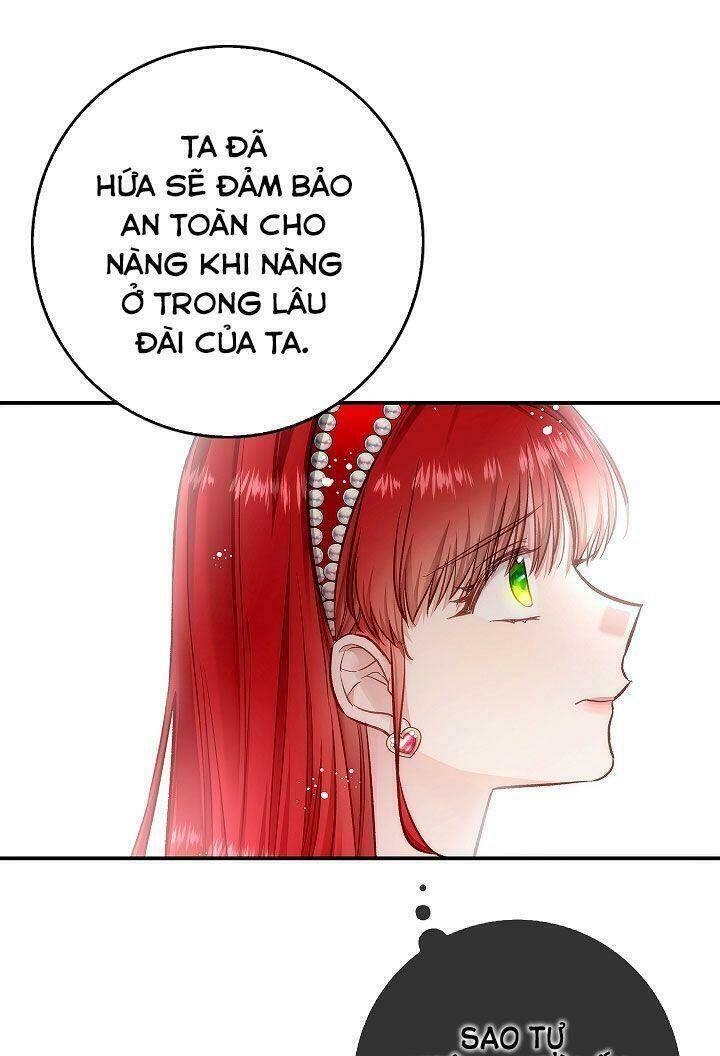 TA ĐÃ
HỨA SẼ ĐẢM BẢO
AN TOÀN CHO
NÀNG KHI NÀNG
Ở TRONG LÂU
ĐÀI CỦA TA.
SAO TỰ